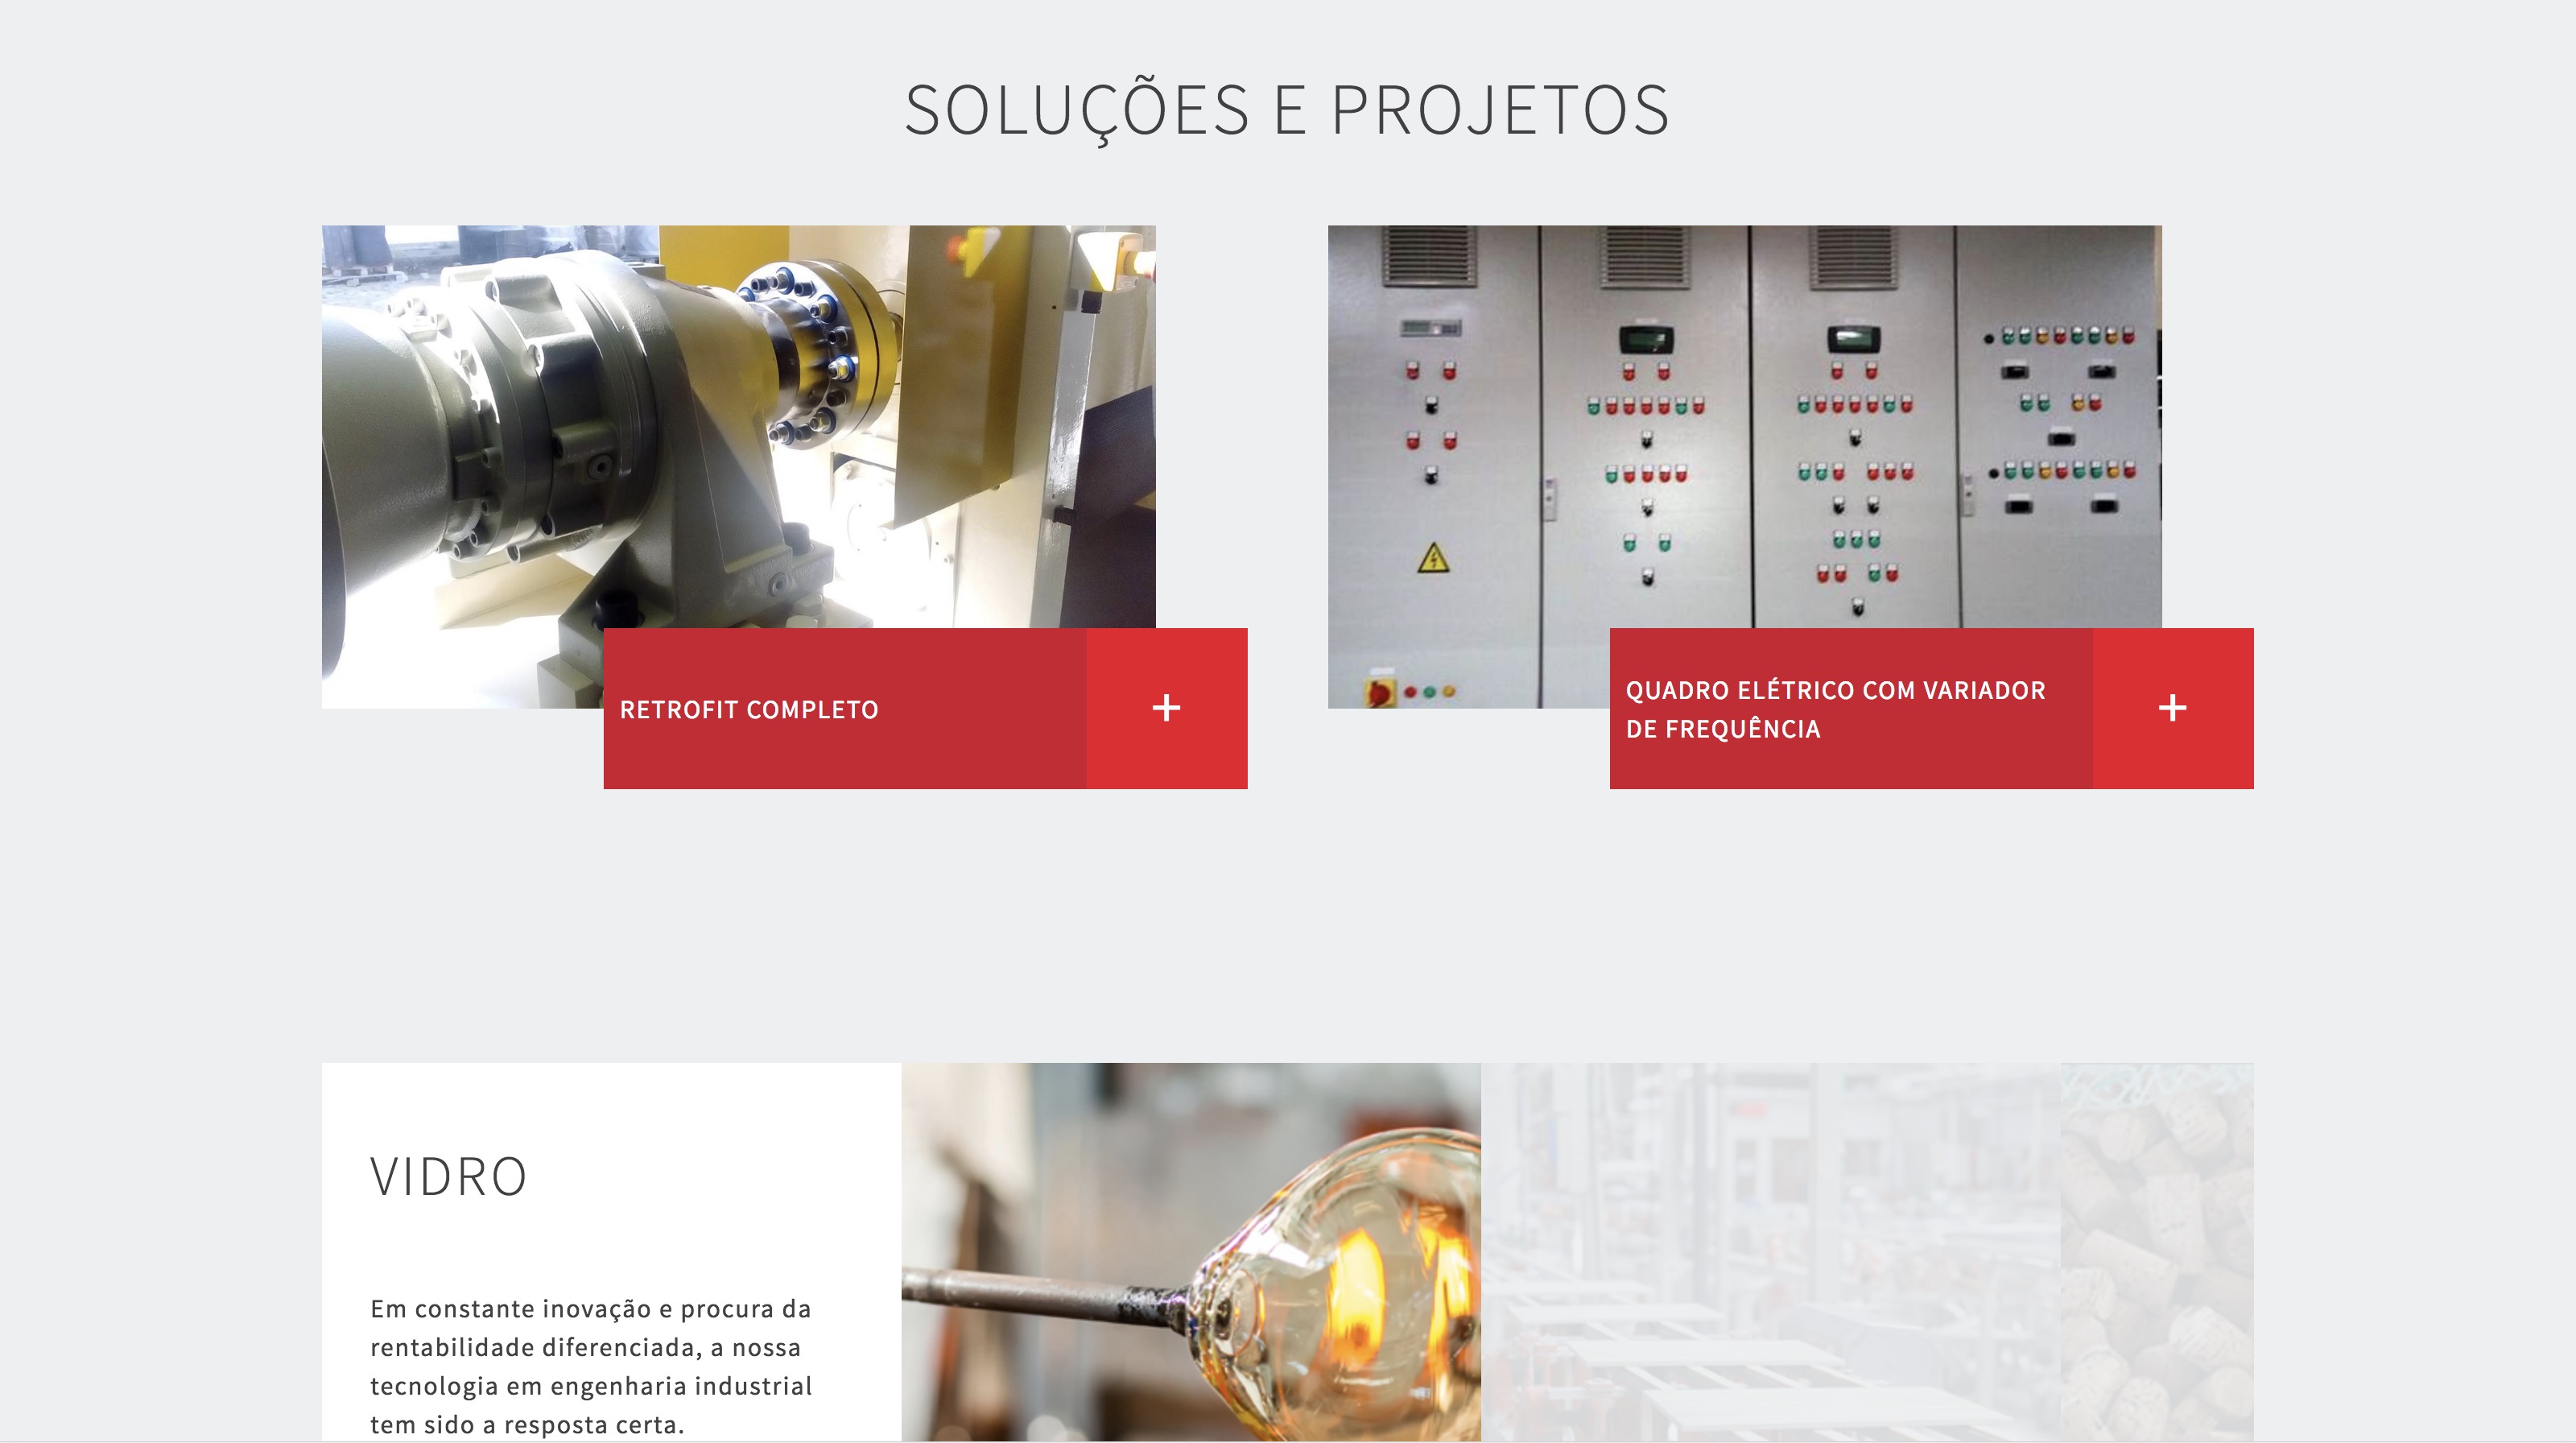 SOLUÇÕES E PROJETOS
RETROFIT COMPLETO
+
QUADRO ELÉTRICO COM VARIADOR
DE FREQUÊNCIA
+
VIDRO
Em constante inovação e procura da
rentabilidade diferenciada, a nossa
tecnologia em engenharia industrial
tem sido a resposta certa.